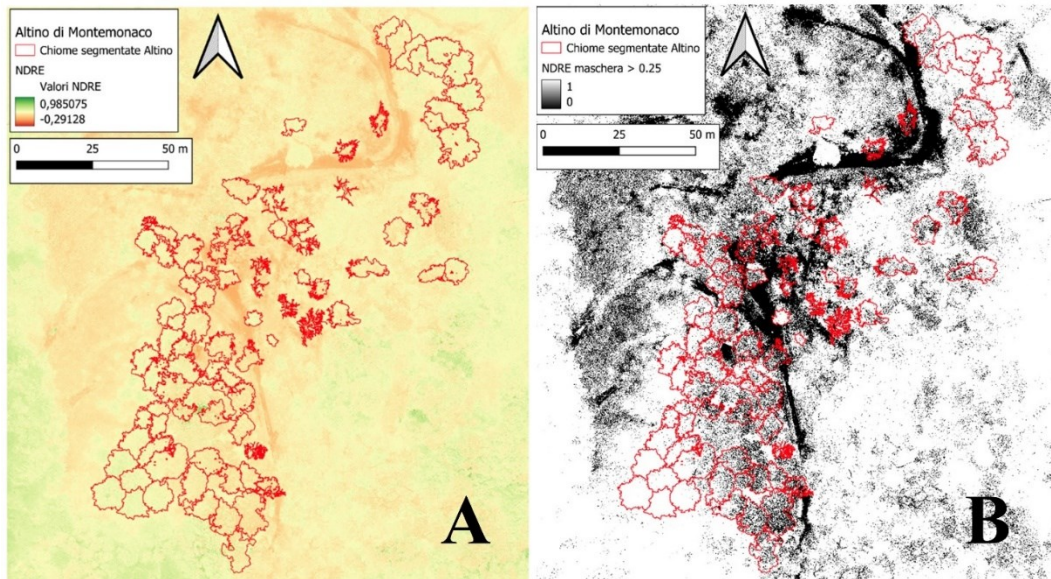 Altino di Montemonaco
Chiome segmentate Altino
NDRE
Valori NDRE
0,985075
-0,29128
0 25 50 m
A
Altino di Montemonaco
Chiome segmentate Altino
NDRE maschera > 0.25
1
0
0 25 50 m
B